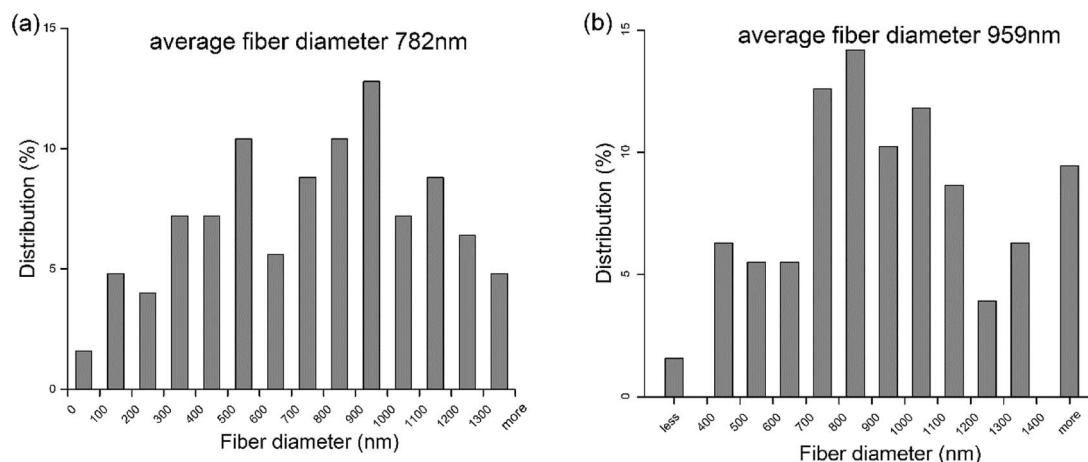 (a)
average fiber diameter 782nm
15
10
5
0
Distribution (%)
0 100 200 300 400 500 600 700 800 900 1000 1100 1200 1300 more
Fiber diameter (nm)
(b)
average fiber diameter 959nm
15
10
5
0
Distribution (%)
less 400 500 600 700 800 900 1000 1100 1200 1300 1400 more
Fiber diameter (nm)